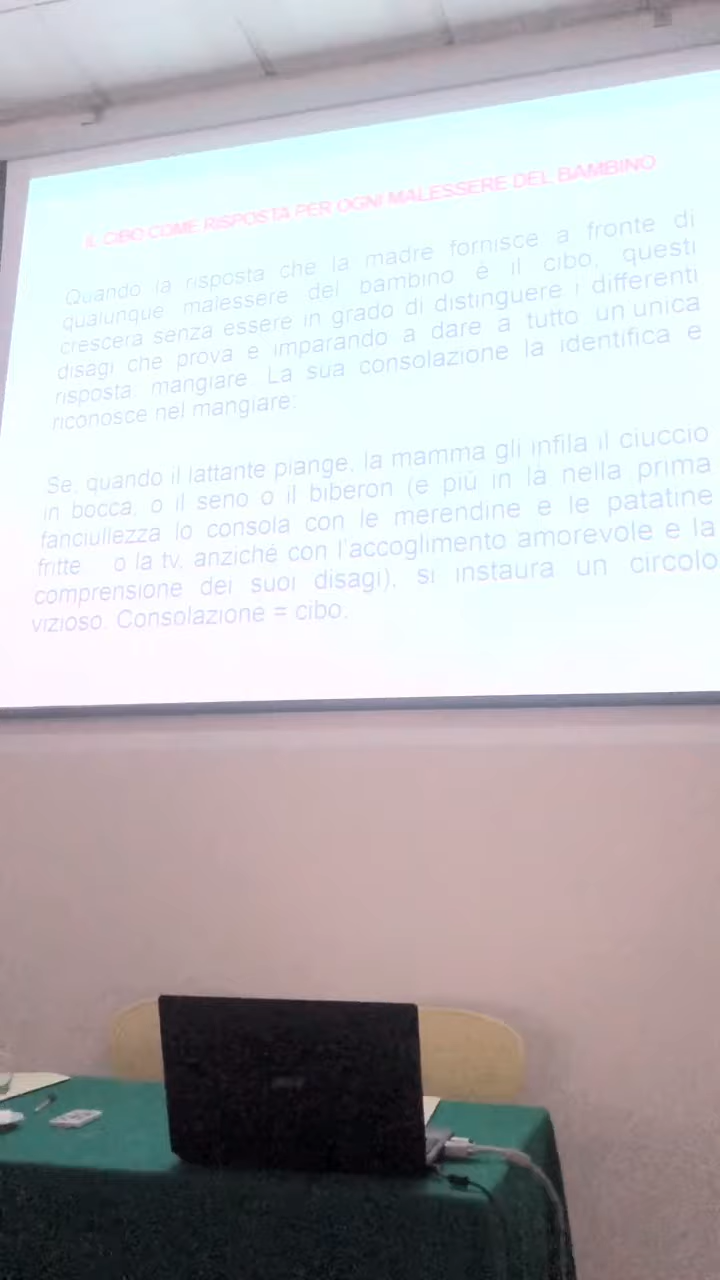 IL CIBO COME RISPOSTA PER OGNI MALESSERE DEL BAMBINO
Quando la risposta che la madre fornisce a fronte di
qualunque malessere del bambino è il cibo, questi
crescerà senza essere in grado di distinguere i differenti
disagi che prova e imparando a dare a tutto un'unica
risposta: mangiare. La sua consolazione la identifica e
riconosce nel mangiare.
Se, quando il lattante piange, la mamma gli infila il ciuccio
in bocca, o il seno o il biberon (e più in là nella prima
fanciullezza lo consola con le merendine e le patatine
fritte... o la tv, anziché con l'accoglimento amorevole e la
comprensione dei suoi disagi), si instaura un circolo
vizioso. Consolazione = cibo.